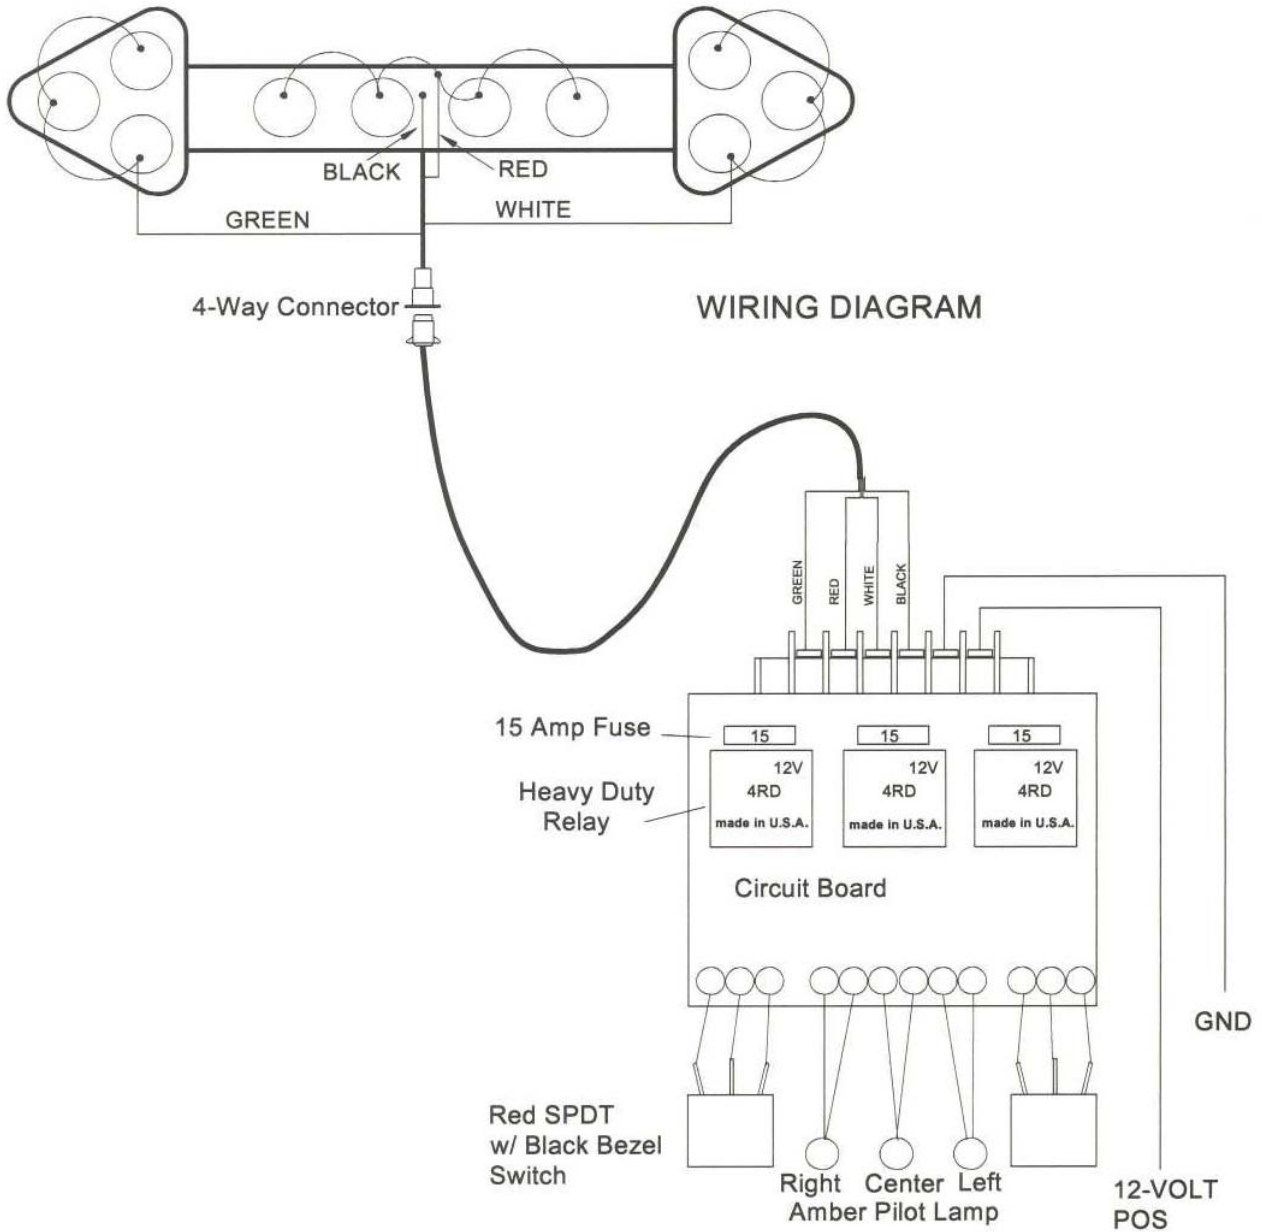 BLACK
RED
GREEN
WHITE
4-Way Connector
WIRING DIAGRAM
GREEN
RED
WHITE
BLACK
15 Amp Fuse
15
15
15
Heavy Duty
Relay
12V
4RD
made in U.S.A.
12V
4RD
made in U.S.A.
12V
4RD
made in U.S.A.
Circuit Board
GND
Red SPDT
w/ Black Bezel
Switch
Right
Center
Left
Amber Pilot Lamp
12-VOLT
POS